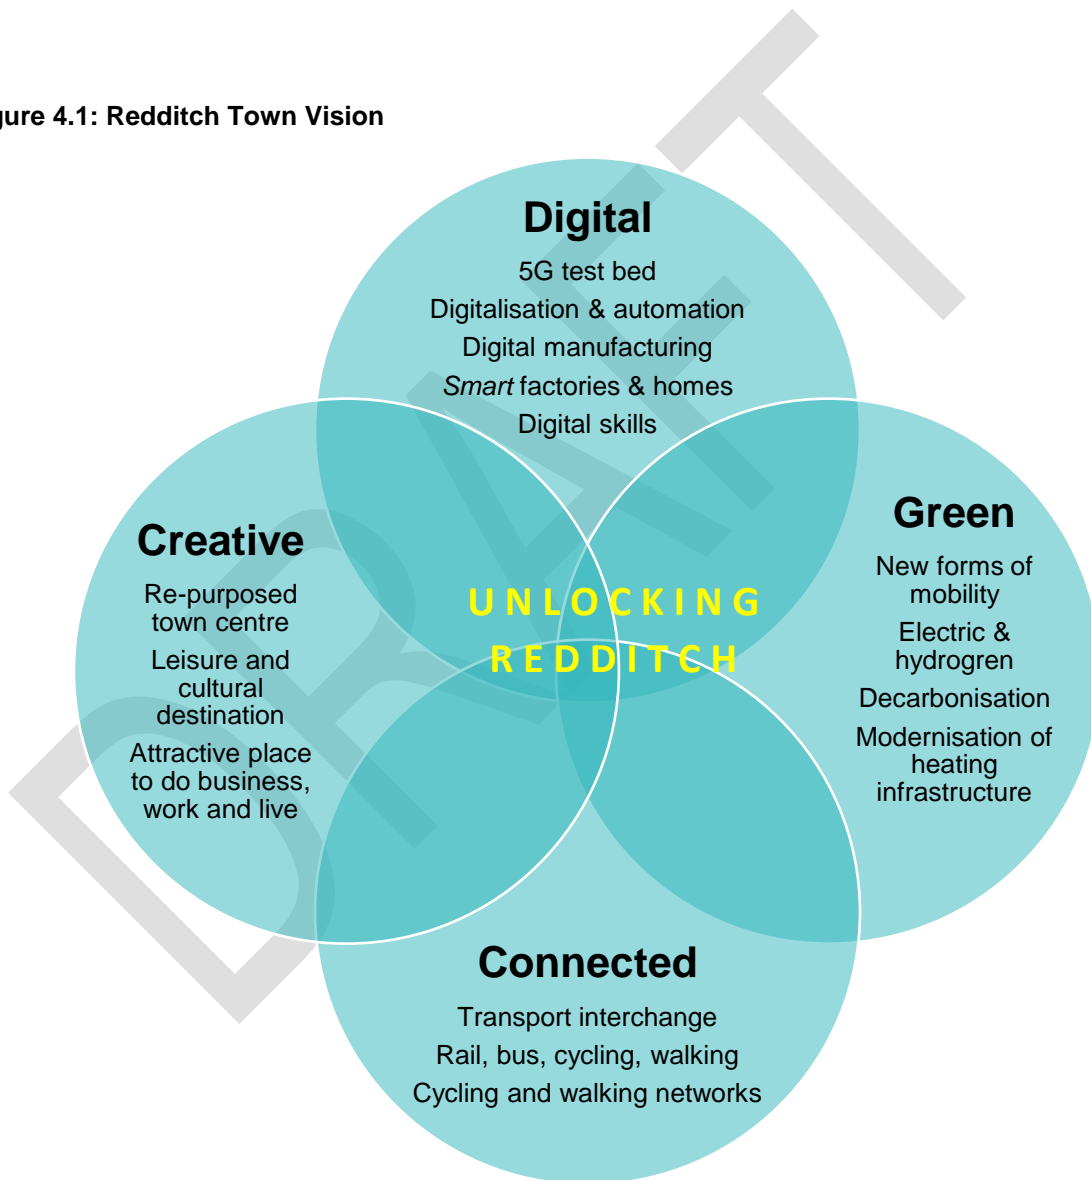 gure 4.1: Redditch Town Vision
Digital
5G test bed
Digitalisation & automation
Digital manufacturing
Smart factories & homes
Digital skills
Creative
Re-purposed
town centre
Leisure and
cultural
destination
Attractive place
to do business,
work and live
UNLOCKING
REDDITCH
Green
New forms of
mobility
Electric &
hydrogren
Decarbonisation
Modernisation of
heating
infrastructure
Connected
Transport interchange
Rail, bus, cycling, walking
Cycling and walking networks
DRAFT